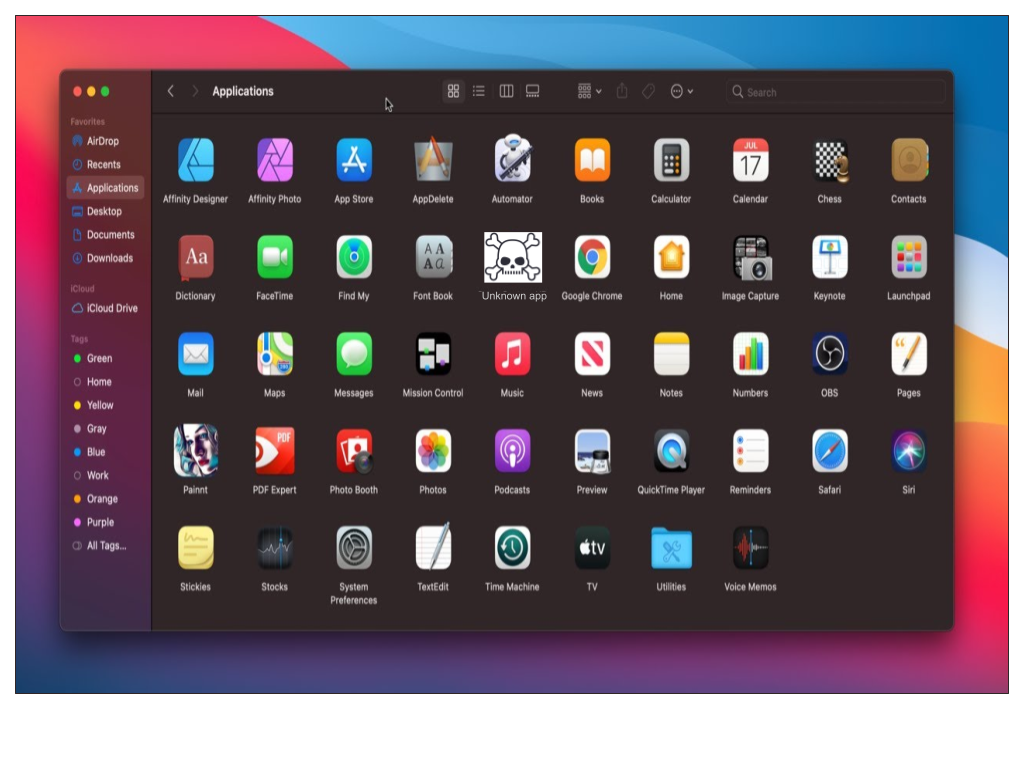 Applications
Search
Favorites
AirDrop
Recents
Applications
Desktop
Documents
Downloads
iCloud
iCloud Drive
Tags
Green
Home
Yellow
Gray
Blue
Work
Orange
Purple
All Tags...
JUL
17
Affinity Designer
Affinity Photo
App Store
AppDelete
Automator
Books
Calculator
Calendar
Chess
Contacts
Aa
A A
A a
Dictionary
FaceTime
Find My
Font Book
Unknown app
Google Chrome
Home
Image Capture
Keynote
Launchpad
Mail
Maps
Messages
Mission Control
Music
News
Notes
Numbers
OBS
Pages
PDF
Painnt
PDF Expert
Photo Booth
Photos
Podcasts
Preview
QuickTime Player
Reminders
Safari
Siri
tv
Stickies
Stocks
System
Preferences
TextEdit
Time Machine
TV
Utilities
Voice Memos